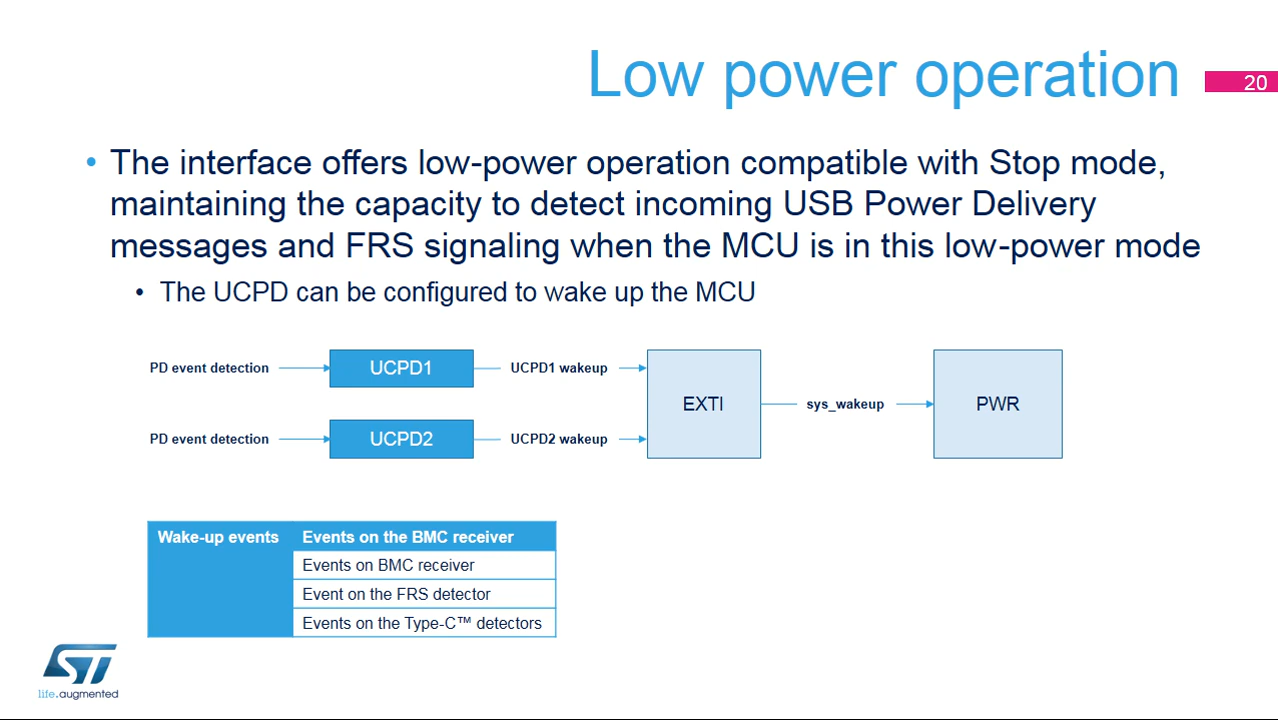 Low power operation
20
• The interface offers low-power operation compatible with Stop mode,
maintaining the capacity to detect incoming USB Power Delivery
messages and FRS signaling when the MCU is in this low-power mode
• The UCPD can be configured to wake up the MCU
PD event detection
UCPD1
UCPD1 wakeup
EXTI
sys_wakeup
PWR
PD event detection
UCPD2
UCPD2 wakeup
Wake-up events
Events on the BMC receiver
Events on BMC receiver
Event on the FRS detector
Events on the Type-C™ detectors
ST
life.augmented